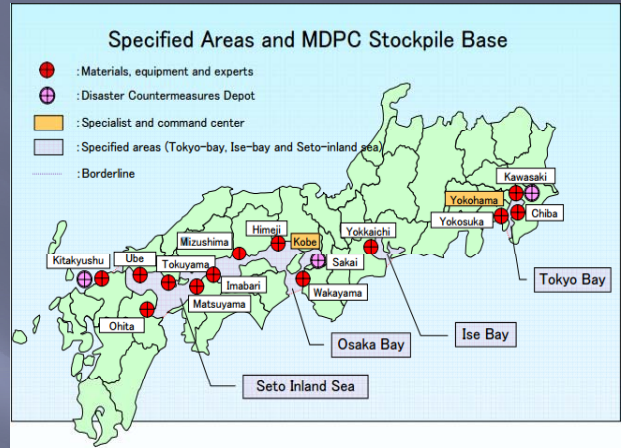 Specified Areas and MDPC Stockpile Base
:Materials, equipment and experts
:Disaster Countermeasures Depot
:Specialist and command center
:Specified areas (Tokyo-bay, Ise-bay and Seto-inland sea)
:Borderline
Kawasaki
Yokohama
Yokosuka
Chiba
Yokkaichi
Himeji
Kobe
Mizushima
Sakai
Kitakyushu
Ube
Tokuyama
Imabari
Wakayama
Matsuyama
Ohita
Tokyo Bay
Ise Bay
Osaka Bay
Seto Inland Sea